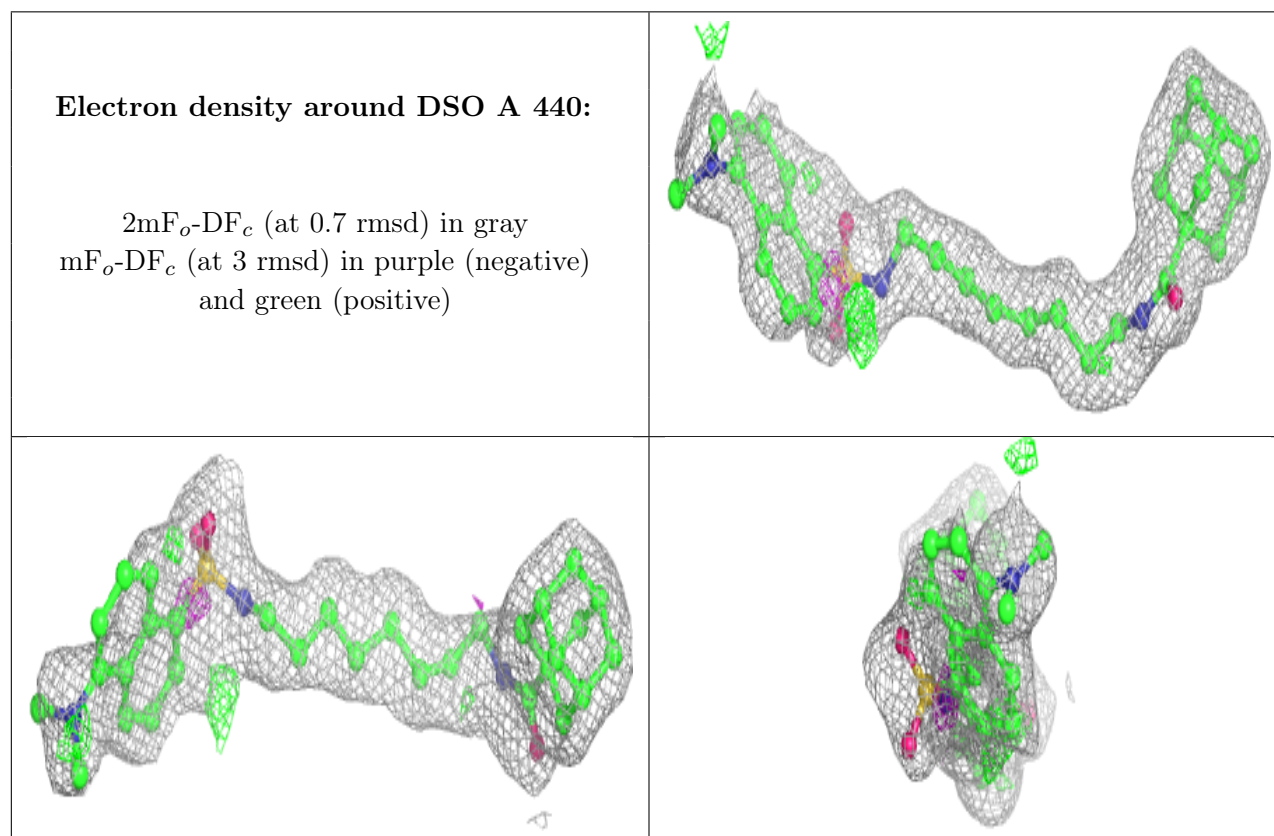 Electron density around DSO A 440:
2mFo-DFc (at 0.7 rmsd) in gray
mFo-DFc (at 3 rmsd) in purple (negative)
and green (positive)